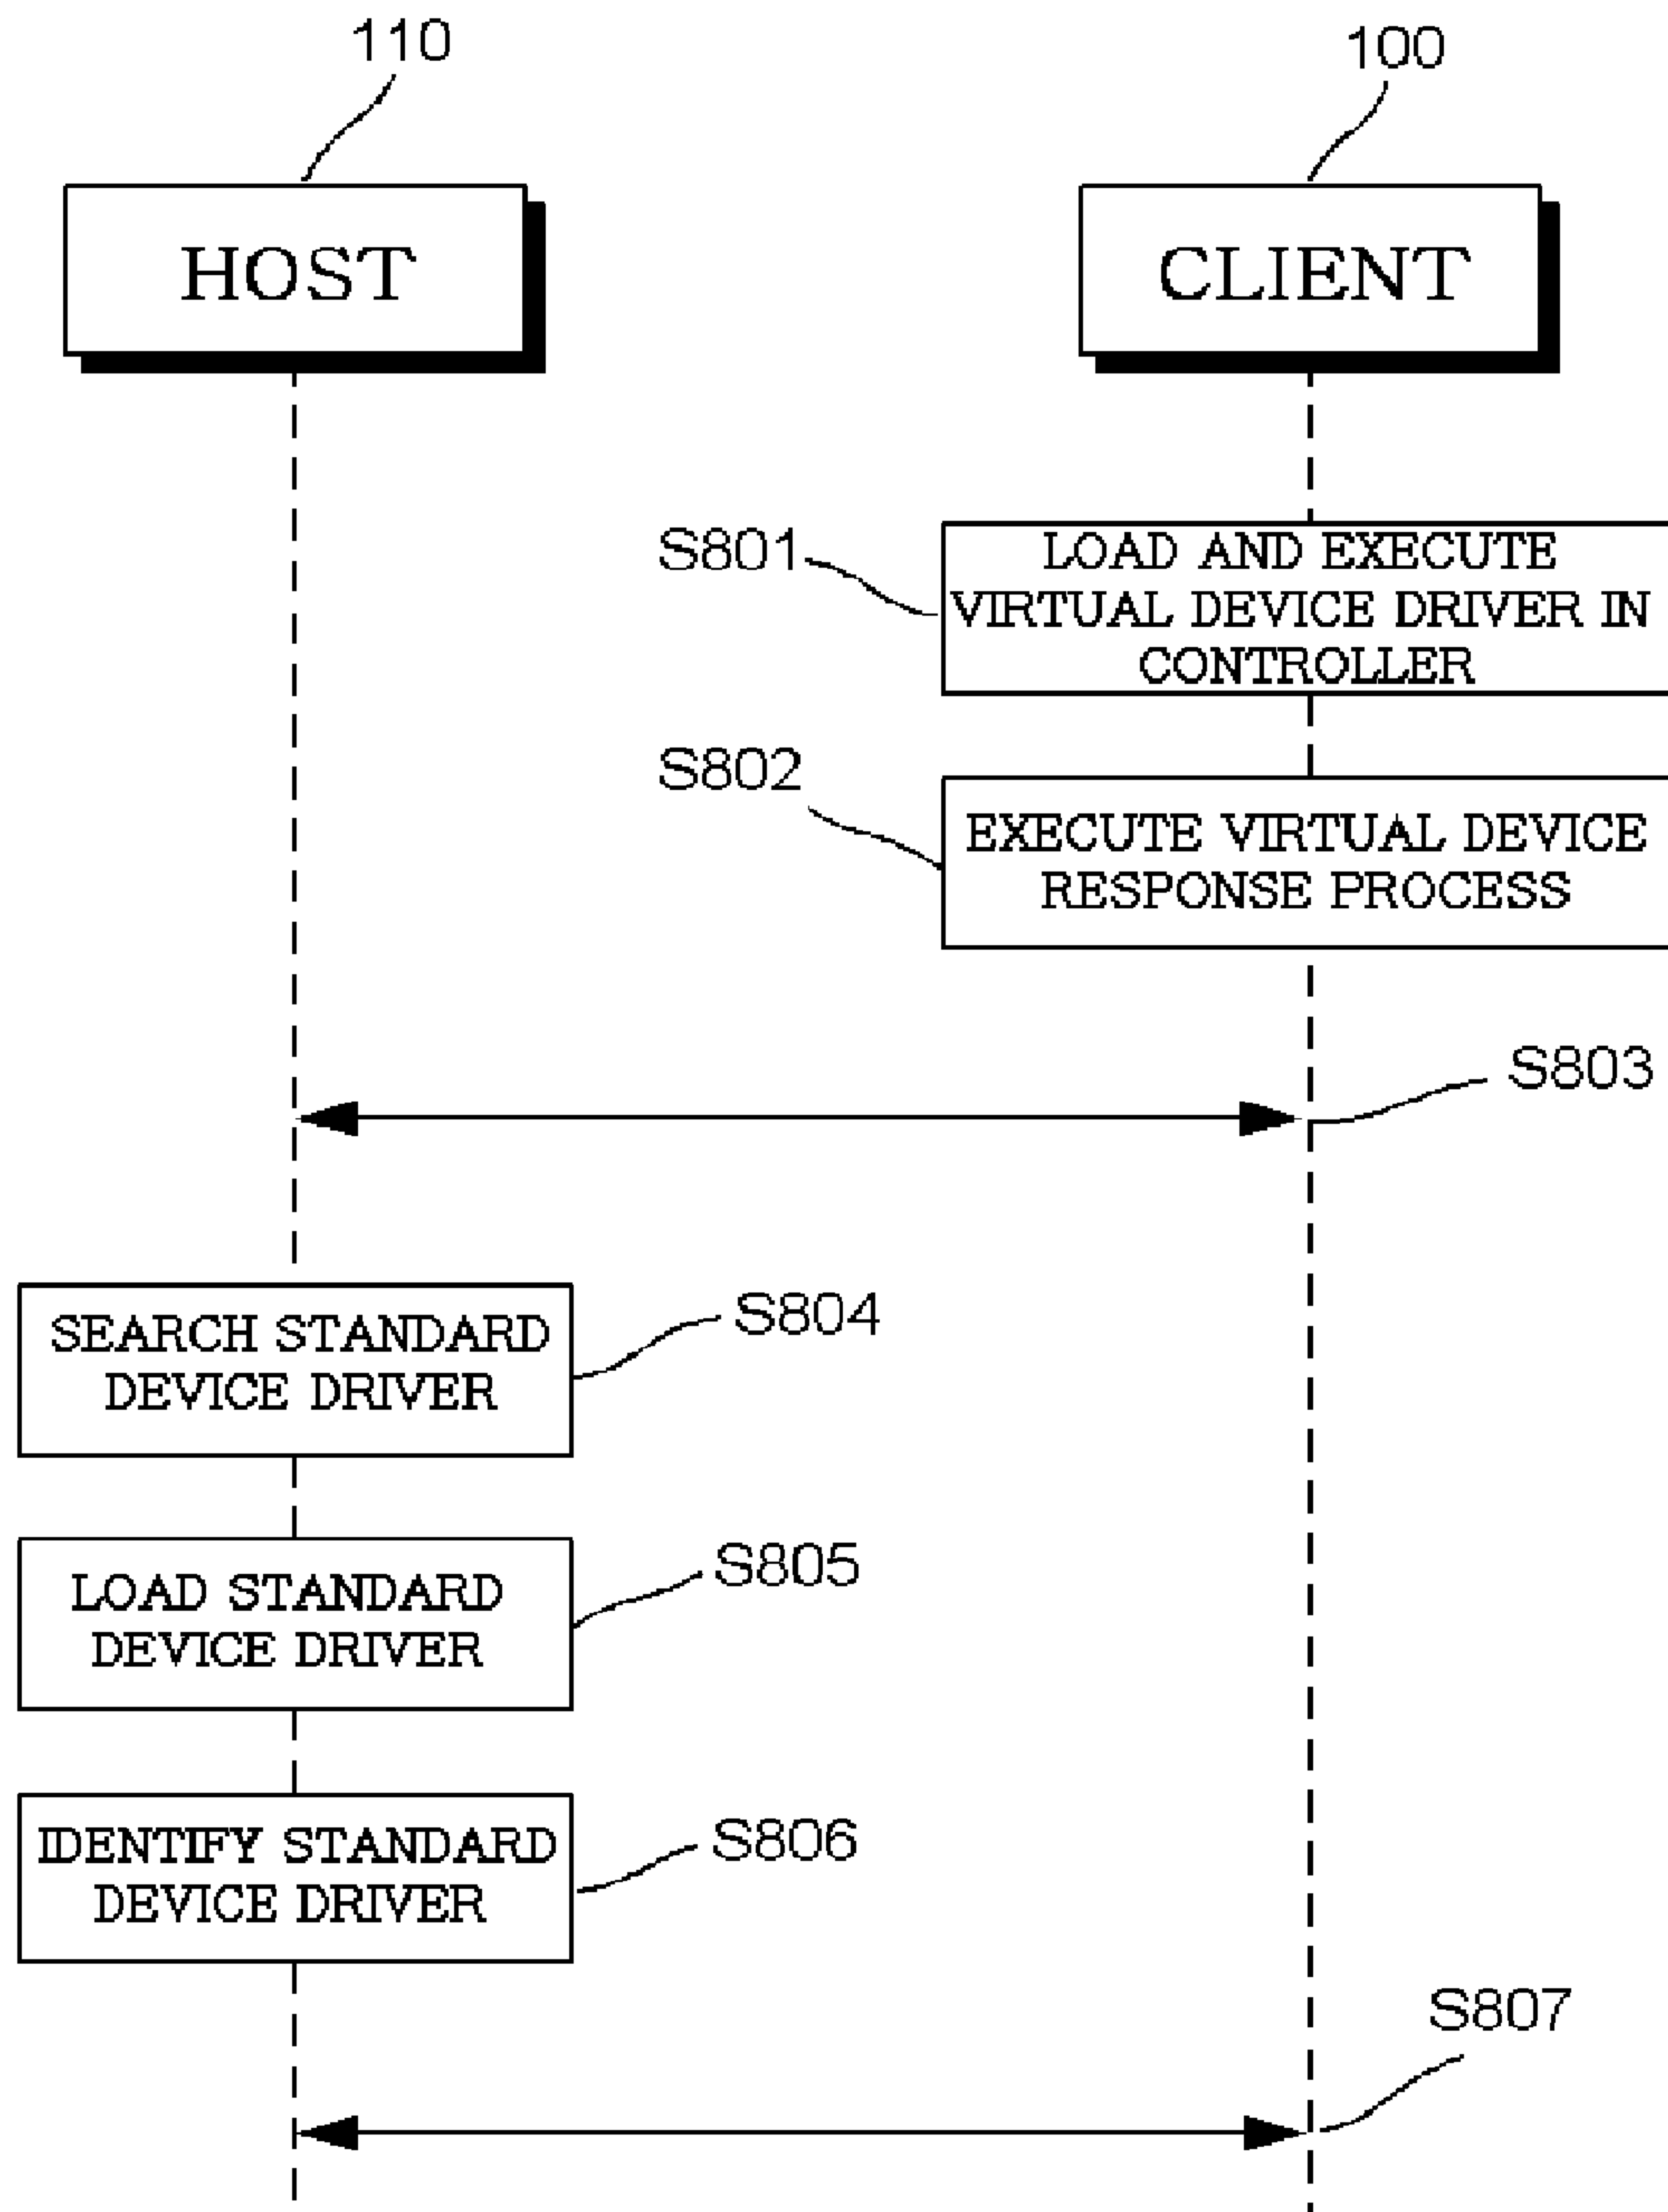 110
100
HOST
CLIENT
S801
LOAD AND EXECUTE
VIRTUAL DEVICE DRIVER IN
CONTROLLER
S802
EXECUTE VIRTUAL DEVICE
RESPONSE PROCESS
S803
SEARCH STANDARD
DEVICE DRIVER
S804
LOAD STANDARD
DEVICE DRIVER
S805
IDENTIFY STANDARD
DEVICE DRIVER
S806
S807